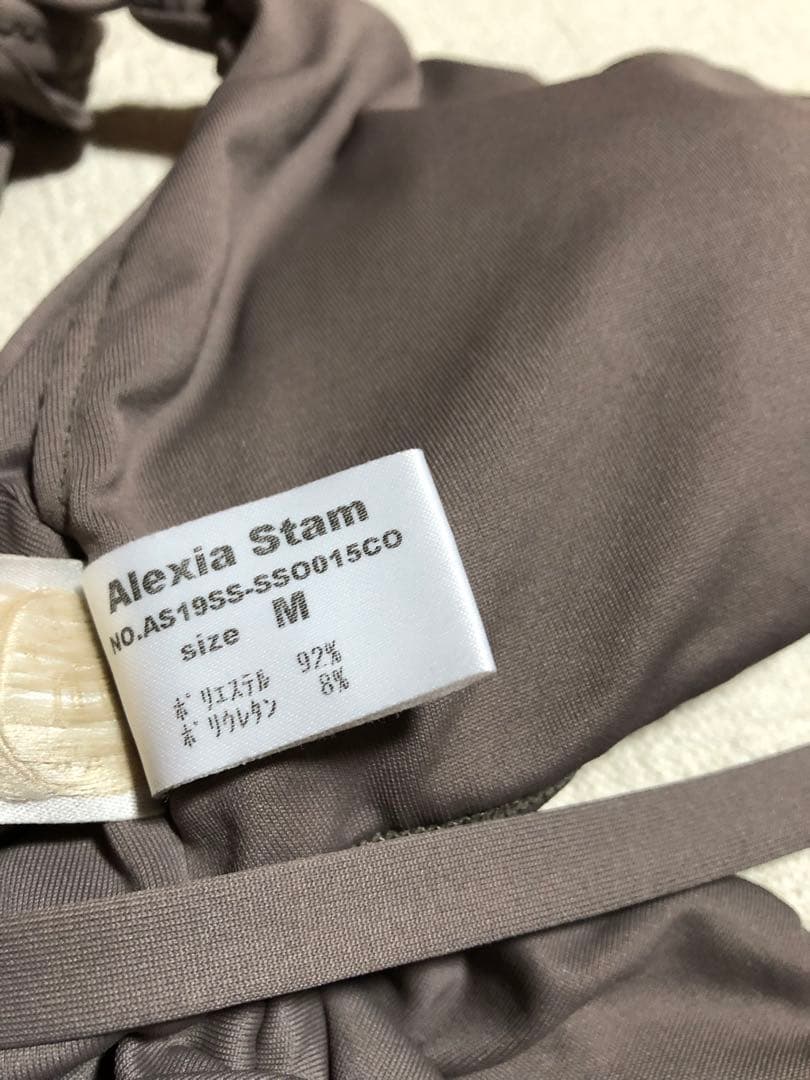 Alexia Stam
NO.AS19SS-SSO015CO
size M
ﾎﾟﾘｴｽﾃﾙ 92%
ﾎﾟﾘｳﾚﾀﾝ 8%